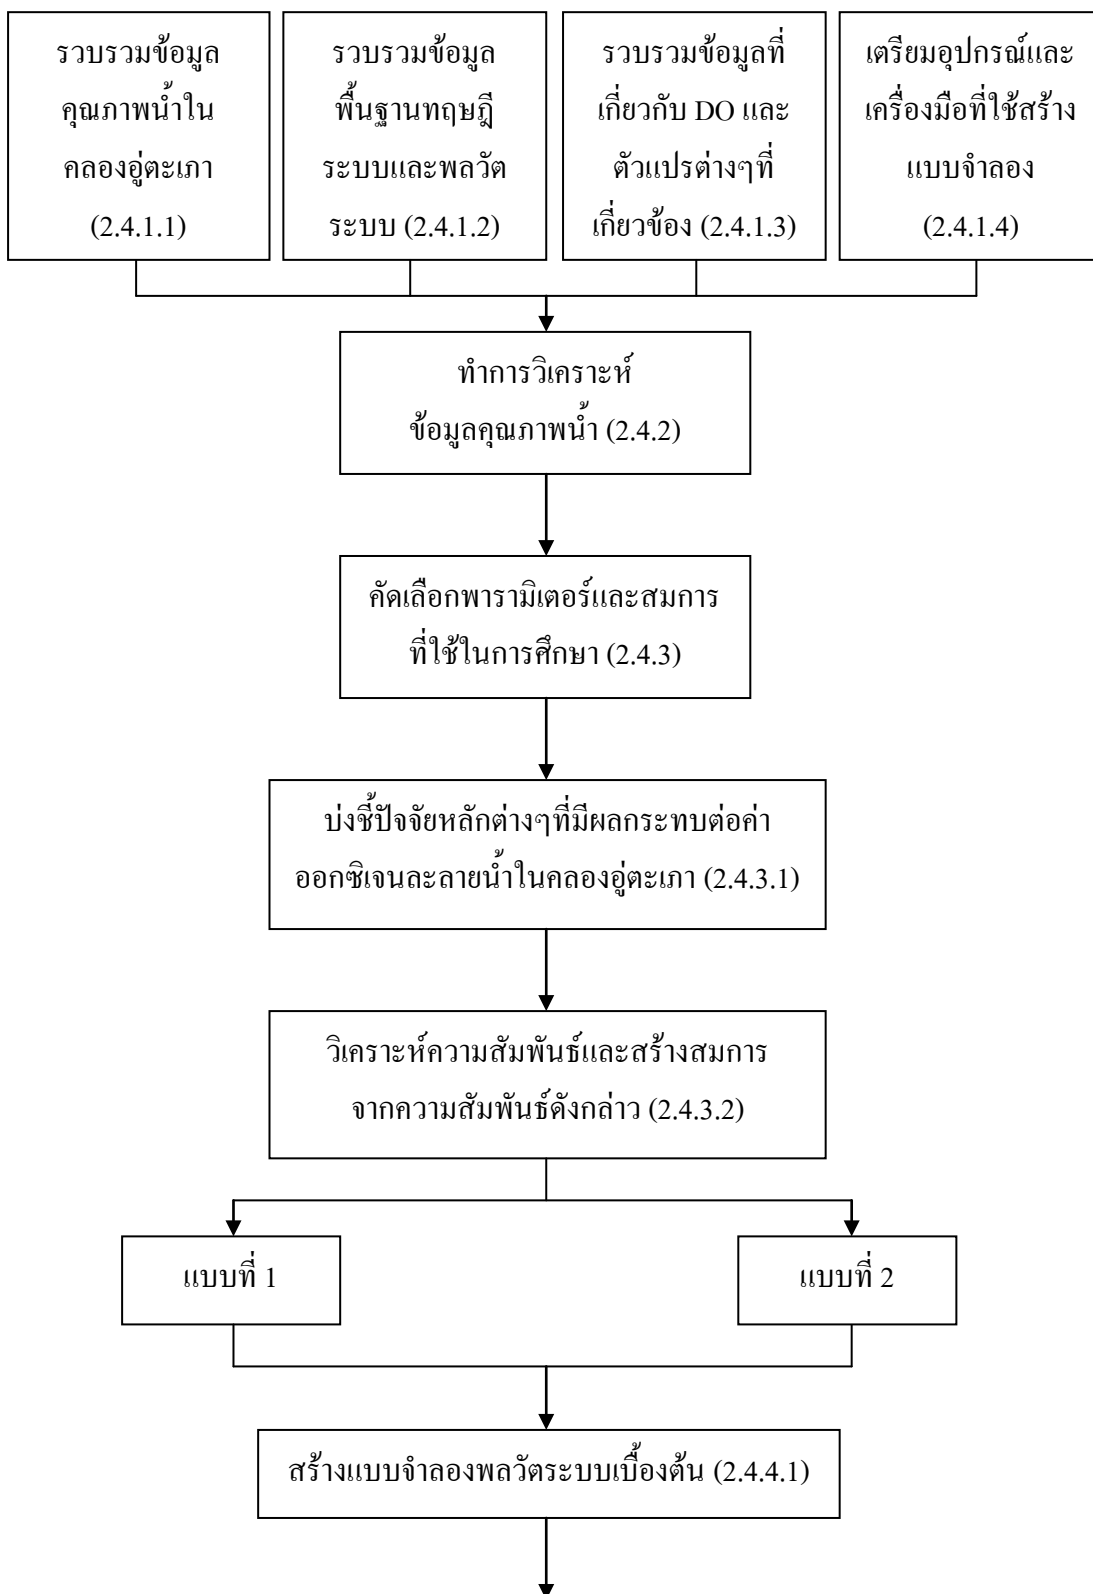 รวบรวมข้อมูล
คุณภาพน้ำใน
คลองอู่ตะเภา
(2.4.1.1)
รวบรวมข้อมูล
พื้นฐานทฤษฎี
ระบบและพลวัต
ระบบ (2.4.1.2)
รวบรวมข้อมูลที่
เกี่ยวกับ DO และ
ตัวแปรต่างๆที่
เกี่ยวข้อง (2.4.1.3)
เตรียมอุปกรณ์และ
เครื่องมือที่ใช้สร้าง
แบบจำลอง
(2.4.1.4)
ทำการวิเคราะห์
ข้อมูลคุณภาพน้ำ (2.4.2)
คัดเลือกพารามิเตอร์และสมการ
ที่ใช้ในการศึกษา (2.4.3)
บ่งชี้ปัจจัยหลักต่างๆที่มีผลกระทบต่อค่า
ออกซิเจนละลายน้ำในคลองอู่ตะเภา (2.4.3.1)
วิเคราะห์ความสัมพันธ์และสร้างสมการ
จากความสัมพันธ์ดังกล่าว (2.4.3.2)
แบบที่ 1
แบบที่ 2
สร้างแบบจำลองพลวัตระบบเบื้องต้น (2.4.4.1)